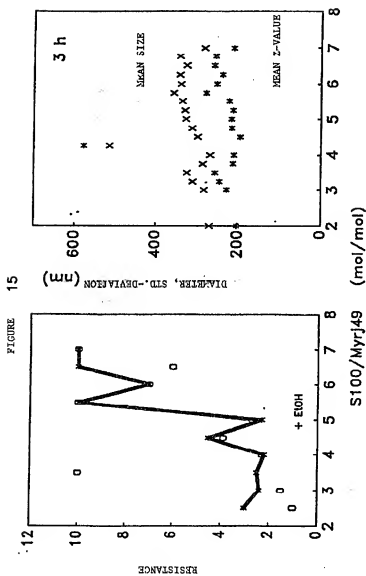 FIGURE 15
RESISTANCE
12
10
8
6
4
2
0
+ EtOH
2 3 4 5 6 7 8
S100/Myrj49
DIAMETER, STD.-DEVIATION (nm)
600
400
200
0
3 h
MEAN SIZE
MEAN Z-VALUE
2 3 4 5 6 7 8
(mol/mol)